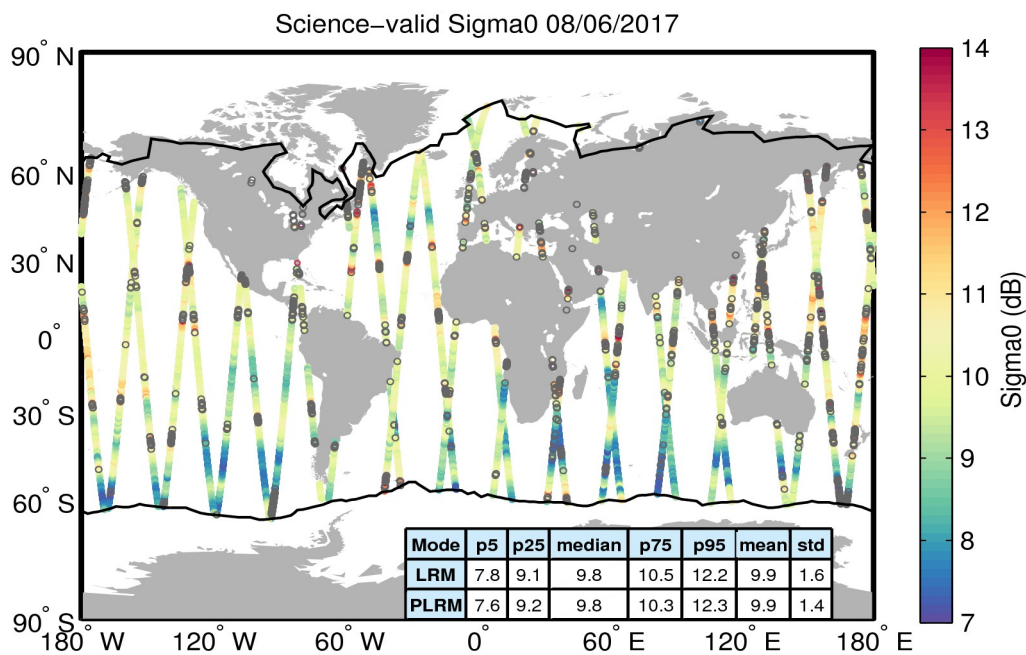 Science−valid Sigma0 08/06/2017
90° N
60° N
30° N
0°
30° S
60° S
90° S
180° W
120° W
60° W
0°
60° E
120° E
180° E
14
13
12
11
10
9
8
7
Sigma0 (dB)
Mode p5 p25 median p75 p95 mean std
LRM 7.8 9.1 9.8 10.5 12.2 9.9 1.6
PLRM 7.6 9.2 9.8 10.3 12.3 9.9 1.4